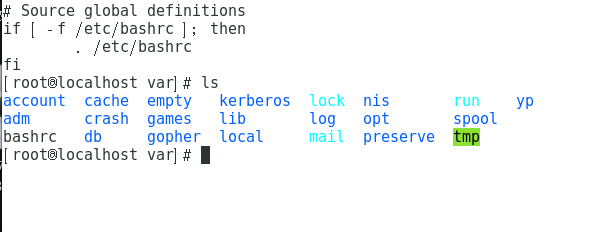 # Source global definitions
if [ -f /etc/bashrc ]; then
        . /etc/bashrc
fi
[root@localhost var]# ls
account  cache  empty   kerberos  lock  nis       run    yp
adm      crash  games   lib       log   opt       spool
bashrc   db     gopher  local     mail  preserve  tmp
[root@localhost var]#